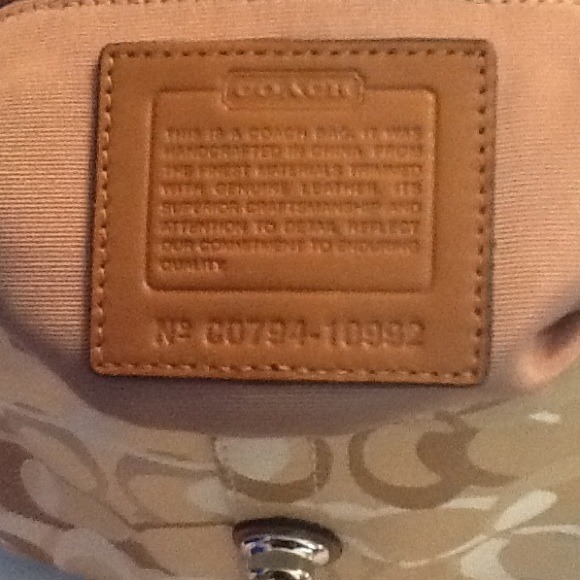 COACH
THIS IS A COACH BAG. IT WAS
HANDCRAFTED IN CHINA FROM
THE FINEST MATERIALS TRIMMED
WITH GENUINE LEATHER. ITS
SUPERIOR CRAFTSMANSHIP AND
ATTENTION TO DETAIL REFLECT
OUR COMMITMENT TO ENDURING
QUALITY.
Nº C0794-10992